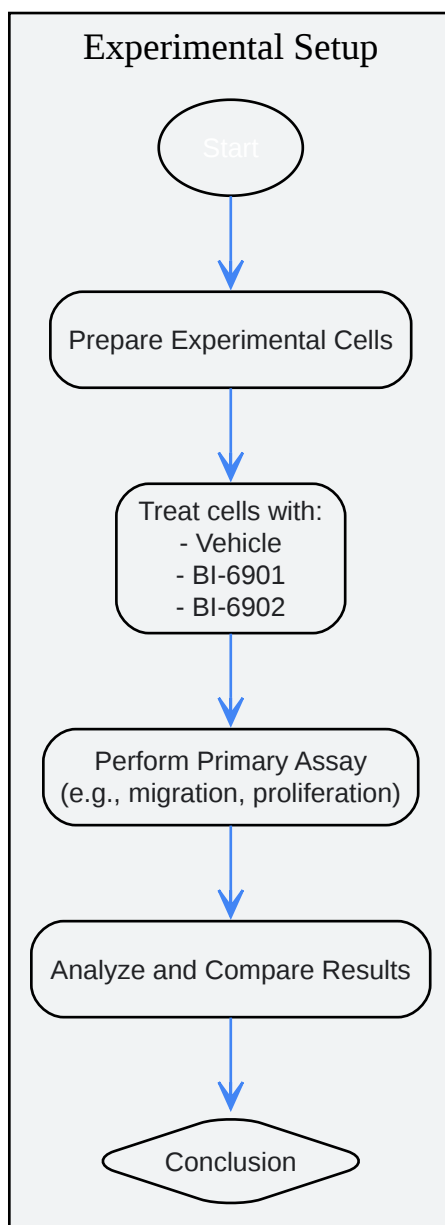 Experimental Setup
Start
Prepare Experimental Cells
Treat cells with:
- Vehicle
- BI-6901
- BI-6902
Perform Primary Assay
(e.g., migration, proliferation)
Analyze and Compare Results
Conclusion